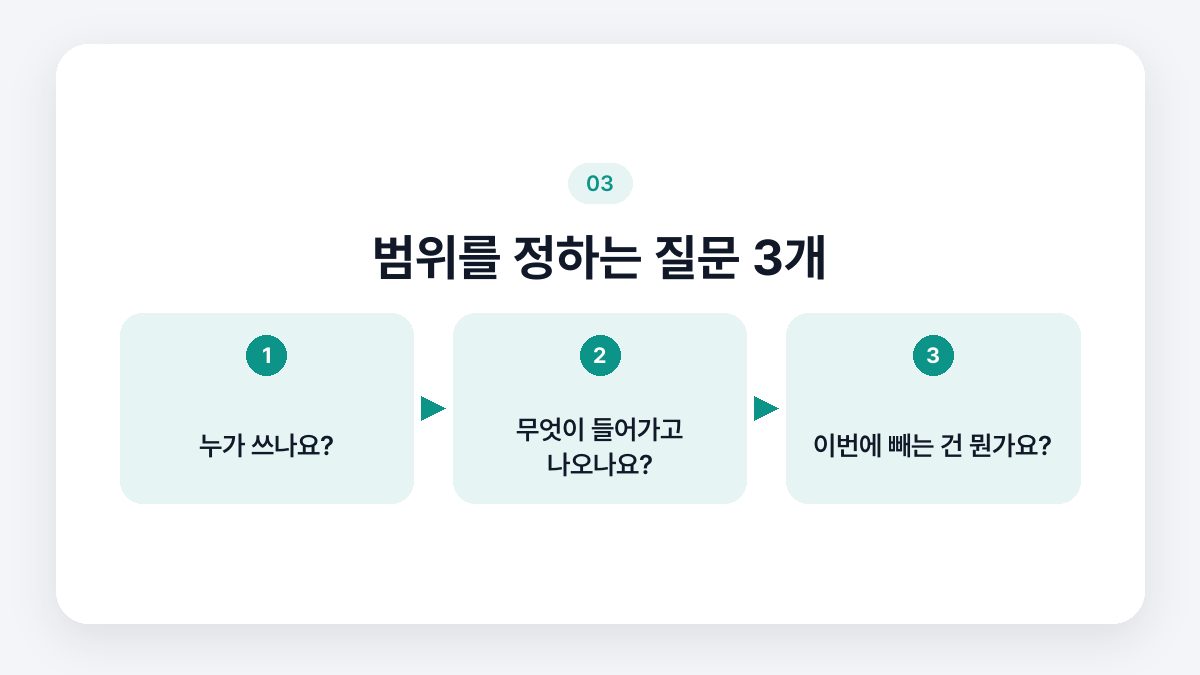 03
범위를 정하는 질문 3개
1
누가 쓰나요?
2
무엇이 들어가고
나오나요?
3
이번에 빼는 건 뭔가요?